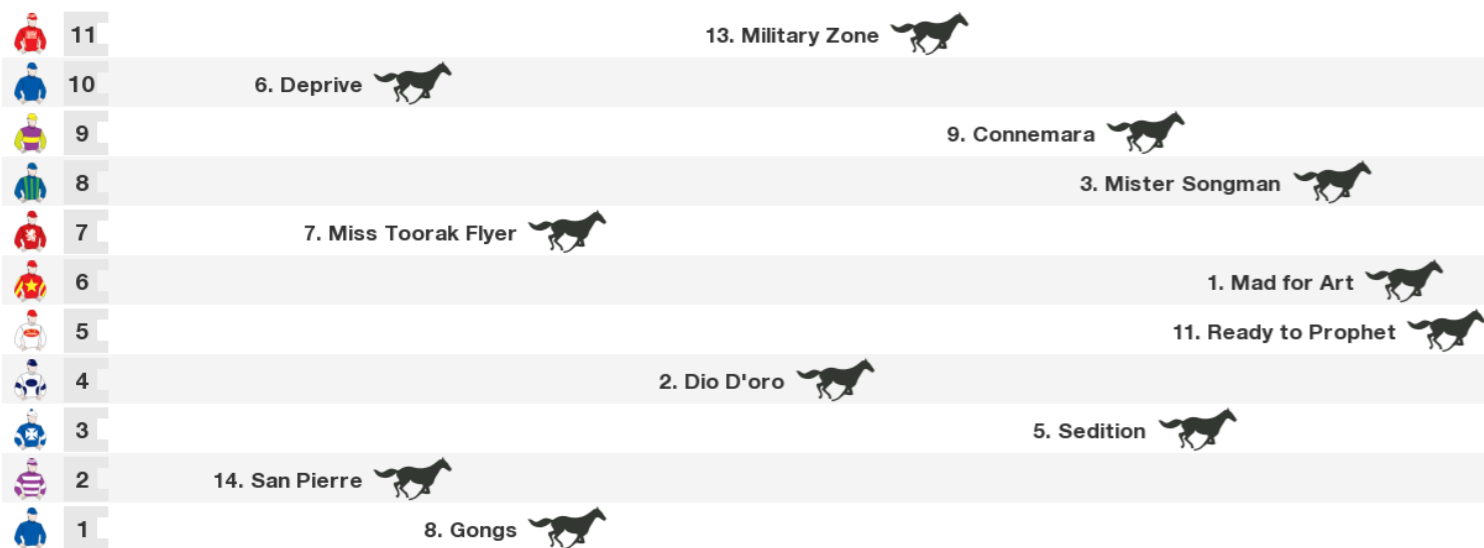 11 13. Military Zone
10 6. Deprive
9 9. Connemara
8 3. Mister Songman
7 7. Miss Toorak Flyer
6 1. Mad for Art
5 11. Ready to Prophet
4 2. Dio D'oro
3 5. Sedition
2 14. San Pierre
1 8. Gongs